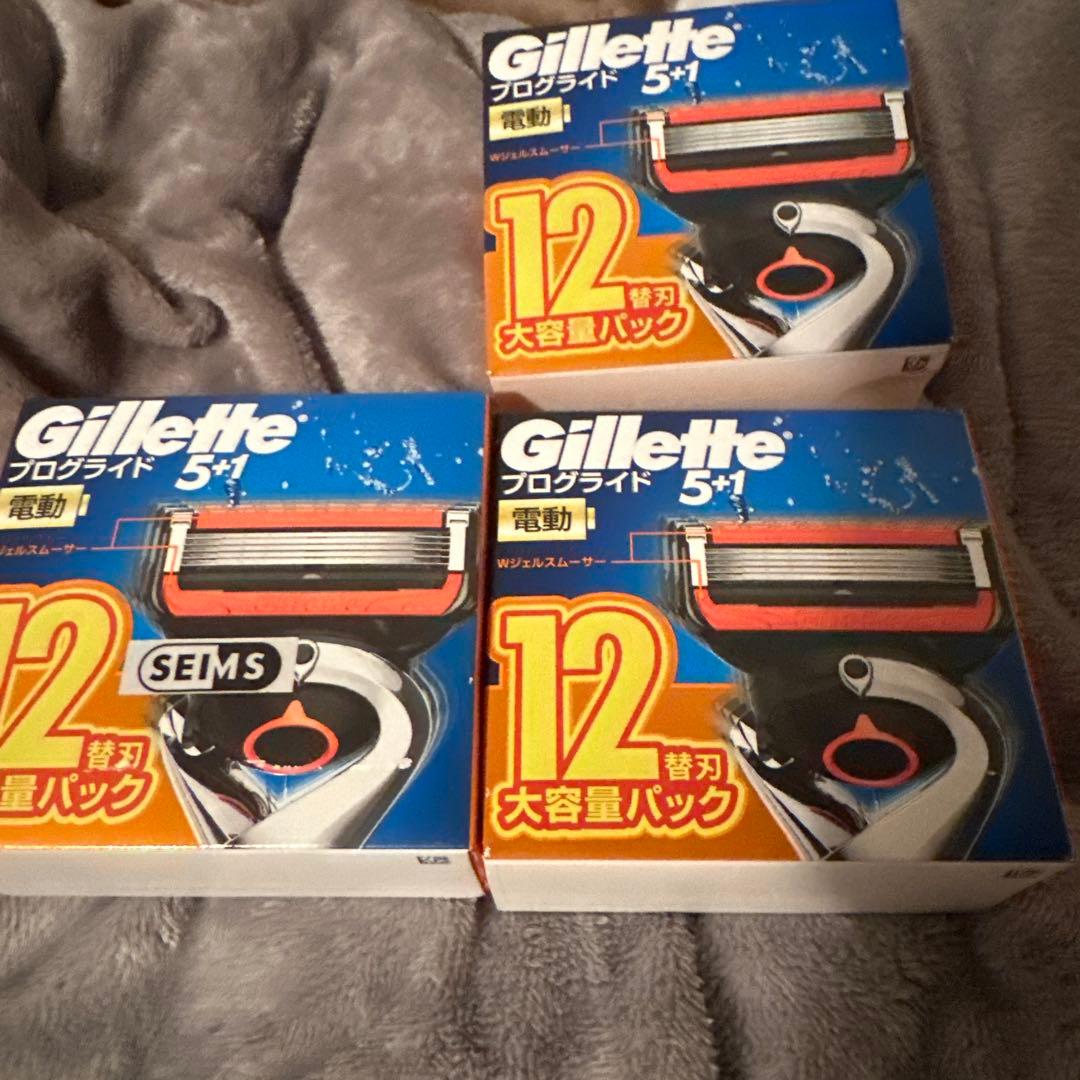 Gillette
プログライド 5+1
電動
Wジェルスムーサー
12
替刃
大容量パック
Gillette
プログライド 5+1
電動
ジェルスムーサー
12
替刃
量パック
SEIMS
Gillette
プログライド 5+1
電動
Wジェルスムーサー
12
替刃
大容量パック